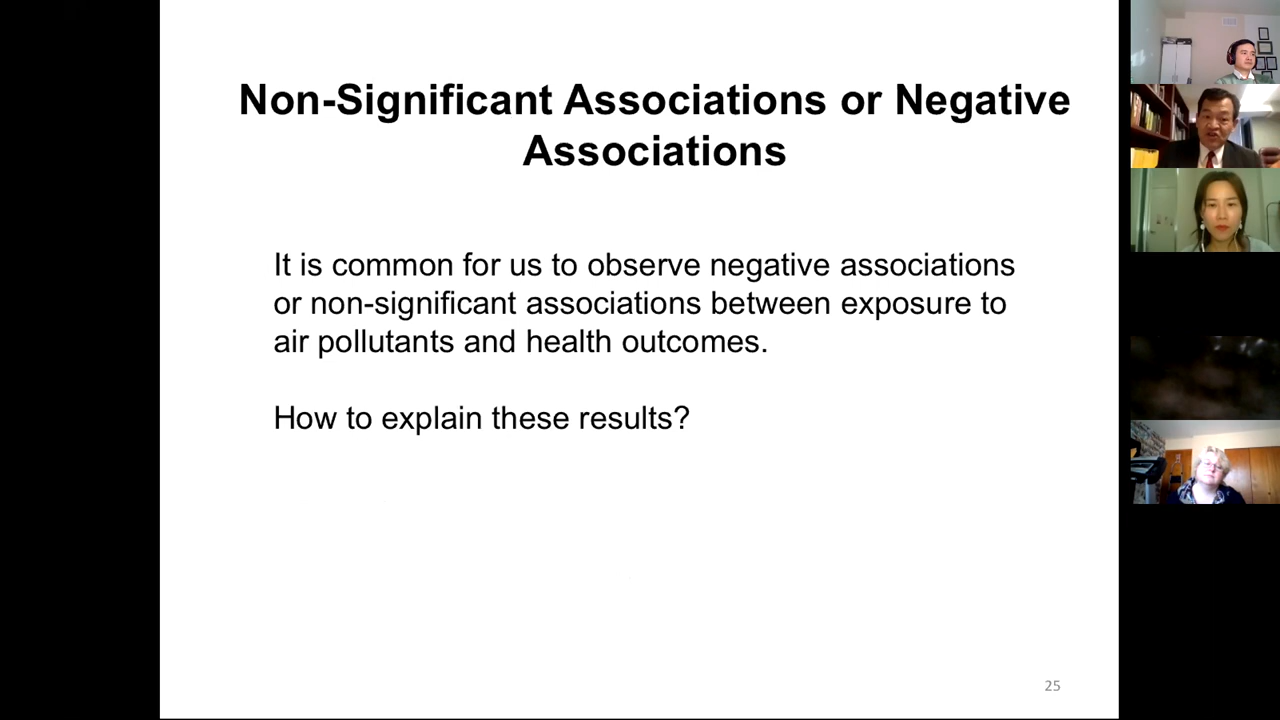 Non-Significant Associations or Negative
Associations
It is common for us to observe negative associations
or non-significant associations between exposure to
air pollutants and health outcomes.
How to explain these results?
25